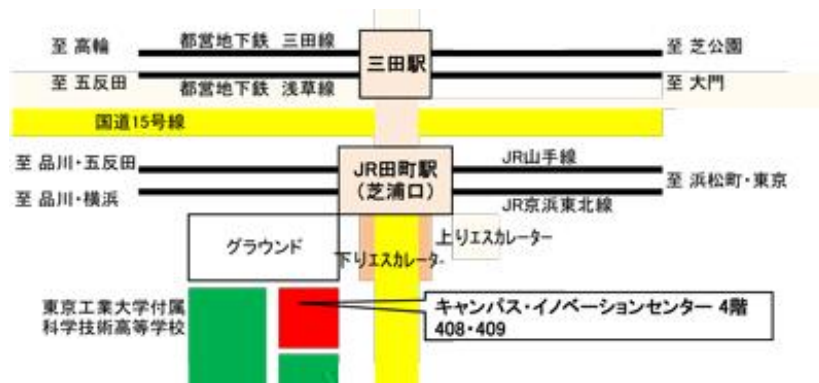 至 高輪
都営地下鉄 三田線
三田駅
至 芝公園
至 五反田
都営地下鉄 浅草線
至 大門
国道15号線
至 品川・五反田
JR田町駅
(芝浦口)
JR山手線
至 浜松町・東京
至 品川・横浜
JR京浜東北線
グラウンド
下りエスカレーター
上りエスカレーター
東京工業大学付属
科学技術高等学校
キャンパス・イノベーションセンター 4階
408・409